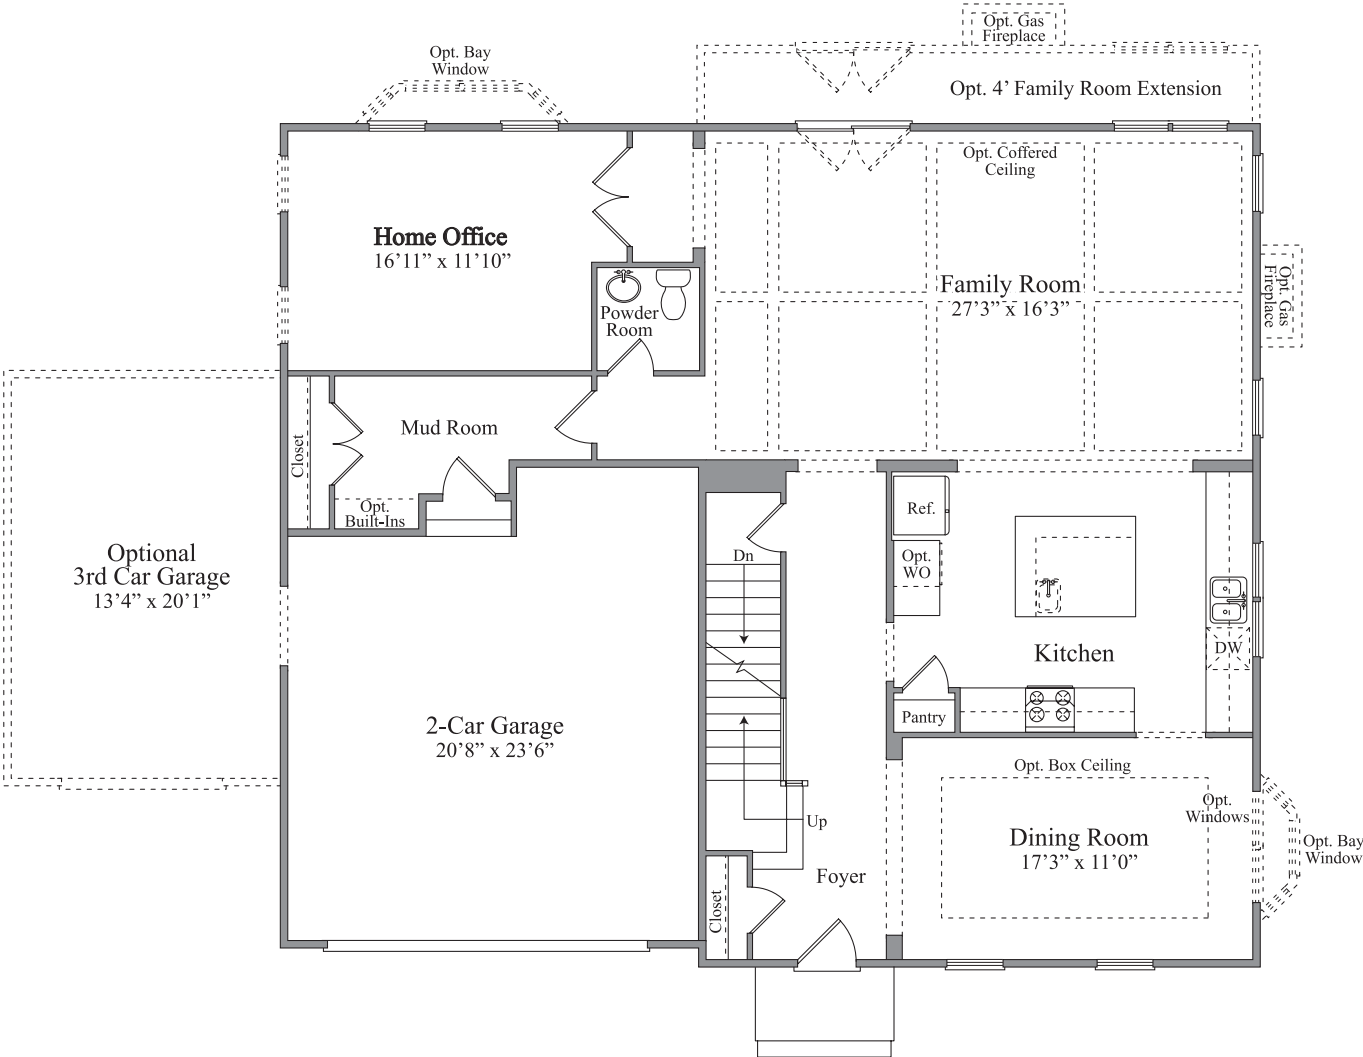 Opt. Gas
Fireplace
Opt. Bay
Window
Opt. 4’ Family Room Extension
Opt. Coffered
Ceiling
Home Office
16’11” x 11’10”
Family Room
27’3” x 16’3”
Opt. Gas
Fireplace
Powder
Room
Mud Room
Closet
Opt.
Built-Ins
Ref.
Opt.
WO
Dn
Optional
3rd Car Garage
13’4” x 20’1”
Kitchen
DW
Pantry
2-Car Garage
20’8” x 23’6”
Opt. Box Ceiling
Opt.
Windows
Up
Dining Room
17’3” x 11’0”
Opt. Bay
Window
Foyer
Closet